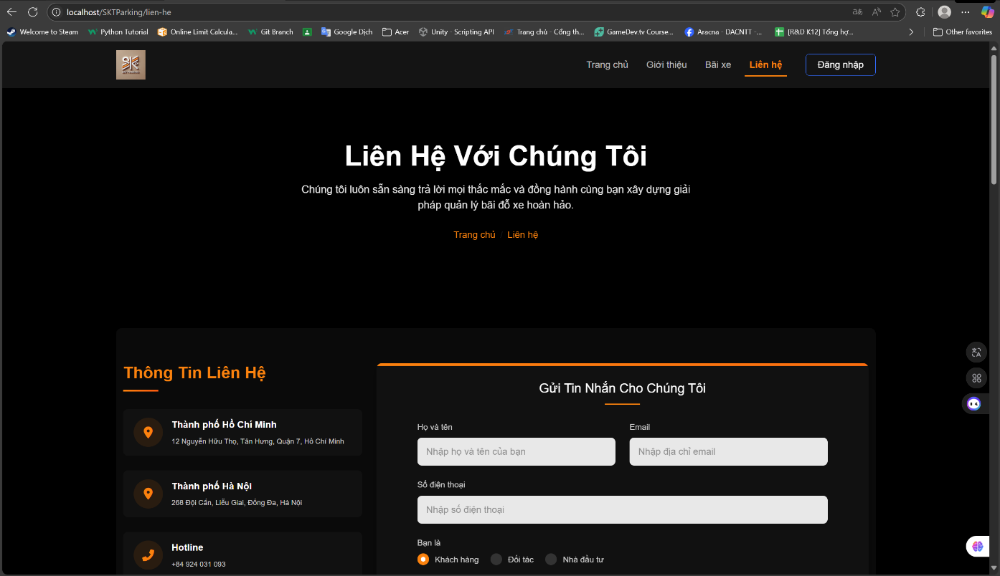 localhost/SKTParking/lien-he
Welcome to Steam
Python Tutorial
Online Limit Calcula...
Git Branch
Google Dịch
Acer
Unity - Scripting API
Trang chủ - Cổng th...
GameDev.tv Course...
Aracna - DACNTT -...
[R&D K12] Tổng hợ...
Other favorites
SK
SKT PARKING
Trang chủ
Giới thiệu
Bãi xe
Liên hệ
Đăng nhập
Liên Hệ Với Chúng Tôi
Chúng tôi luôn sẵn sàng trả lời mọi thắc mắc và đồng hành cùng bạn xây dựng giải
pháp quản lý bãi đỗ xe hoàn hảo.
Trang chủ / Liên hệ
Thông Tin Liên Hệ
Thành phố Hồ Chí Minh
12 Nguyễn Hữu Thọ, Tân Hưng, Quận 7, Hồ Chí Minh
Thành phố Hà Nội
268 Đội Cấn, Liễu Giai, Đống Đa, Hà Nội
Hotline
+84 924 031 093
Gửi Tin Nhắn Cho Chúng Tôi
Họ và tên
Nhập họ và tên của bạn
Email
Nhập địa chỉ email
Số điện thoại
Nhập số điện thoại
Bạn là
Khách hàng
Đối tác
Nhà đầu tư